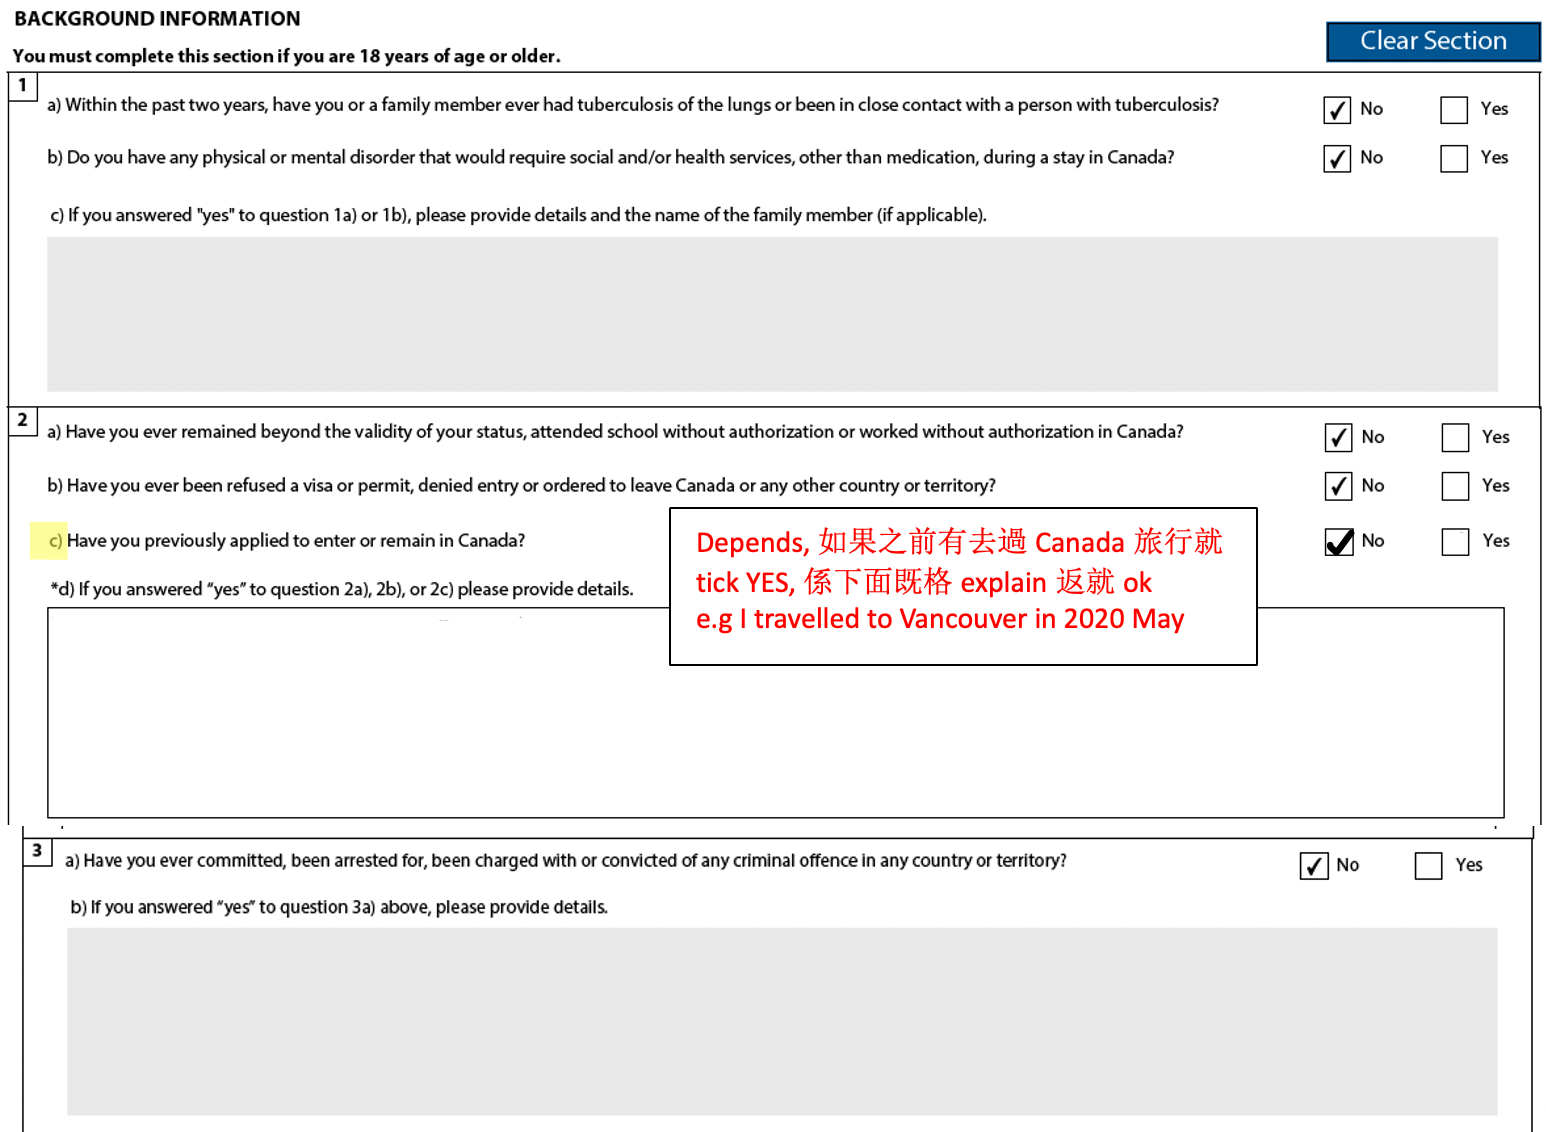 BACKGROUND INFORMATION
Clear Section
You must complete this section if you are 18 years of age or older.
1
a) Within the past two years, have you or a family member ever had tuberculosis of the lungs or been in close contact with a person with tuberculosis?
No
Yes
b) Do you have any physical or mental disorder that would require social and/or health services, other than medication, during a stay in Canada?
No
Yes
c) If you answered "yes" to question 1a) or 1b), please provide details and the name of the family member (if applicable).
2
a) Have you ever remained beyond the validity of your status, attended school without authorization or worked without authorization in Canada?
No
Yes
b) Have you ever been refused a visa or permit, denied entry or ordered to leave Canada or any other country or territory?
No
Yes
c) Have you previously applied to enter or remain in Canada?
No
Yes
Depends, 如果之前有去過 Canada 旅行就
tick YES, 係下面既格 explain 返就 ok
e.g I travelled to Vancouver in 2020 May
*d) If you answered “yes” to question 2a), 2b), or 2c) please provide details.
3
a) Have you ever committed, been arrested for, been charged with or convicted of any criminal offence in any country or territory?
No
Yes
b) If you answered “yes” to question 3a) above, please provide details.